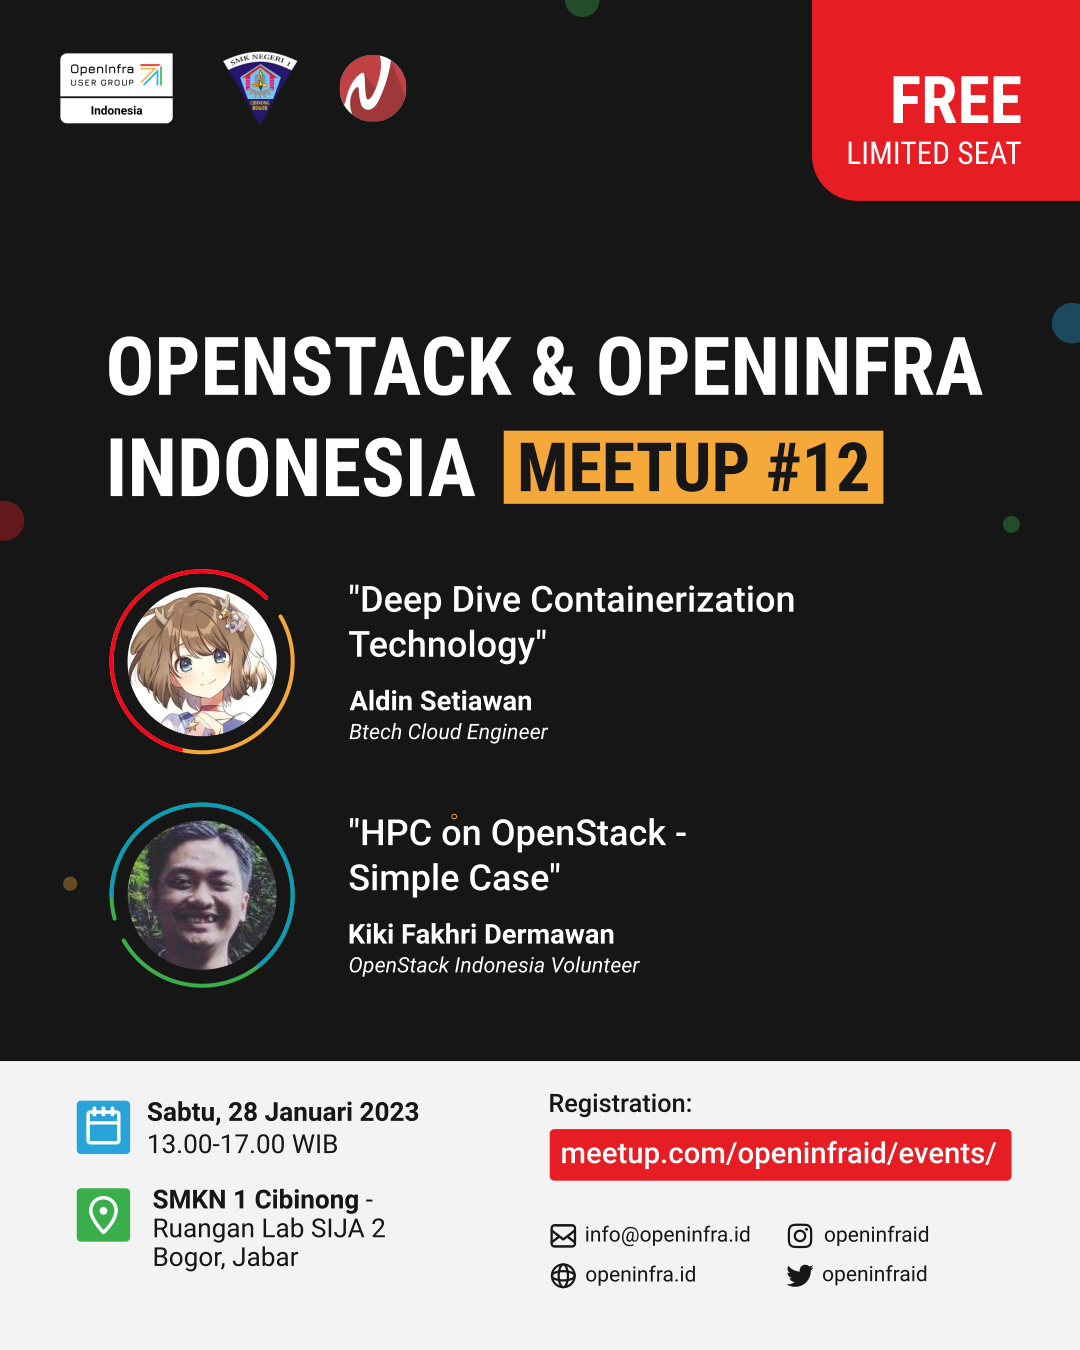 OpenInfra
USER GROUP
Indonesia
SMK NEGERI 1
CIBINONG
BOGOR
FREE
LIMITED SEAT
OPENSTACK & OPENINFRA
INDONESIA MEETUP #12
"Deep Dive Containerization
Technology"
Aldin Setiawan
Btech Cloud Engineer
"HPC on OpenStack -
Simple Case"
Kiki Fakhri Dermawan
OpenStack Indonesia Volunteer
Sabtu, 28 Januari 2023
13.00-17.00 WIB
SMKN 1 Cibinong -
Ruangan Lab SIJA 2
Bogor, Jabar
Registration:
meetup.com/openinfraid/events/
info@openinfra.id
openinfraid
openinfra.id
openinfraid